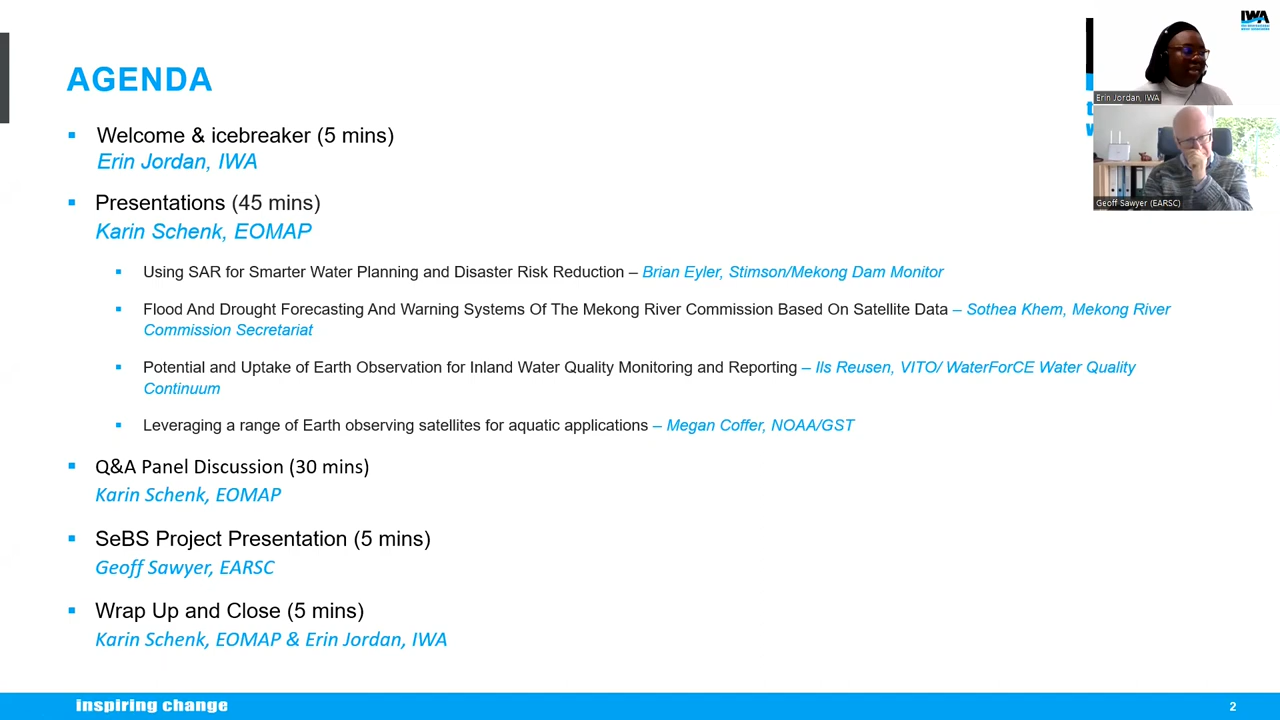 IWA
AGENDA
Welcome & icebreaker (5 mins)
Erin Jordan, IWA
Presentations (45 mins)
Karin Schenk, EOMAP
Using SAR for Smarter Water Planning and Disaster Risk Reduction – Brian Eyler, Stimson/Mekong Dam Monitor
Flood And Drought Forecasting And Warning Systems Of The Mekong River Commission Based On Satellite Data – Sothea Khem, Mekong River
Commission Secretariat
Potential and Uptake of Earth Observation for Inland Water Quality Monitoring and Reporting – Ils Reusen, VITO/ WaterForCE Water Quality
Continuum
Leveraging a range of Earth observing satellites for aquatic applications – Megan Coffer, NOAA/GST
Q&A Panel Discussion (30 mins)
Karin Schenk, EOMAP
SeBS Project Presentation (5 mins)
Geoff Sawyer, EARSC
Wrap Up and Close (5 mins)
Karin Schenk, EOMAP & Erin Jordan, IWA
Erin Jordan, IWA
Geoff Sawyer (EARSC)
inspiring change
2